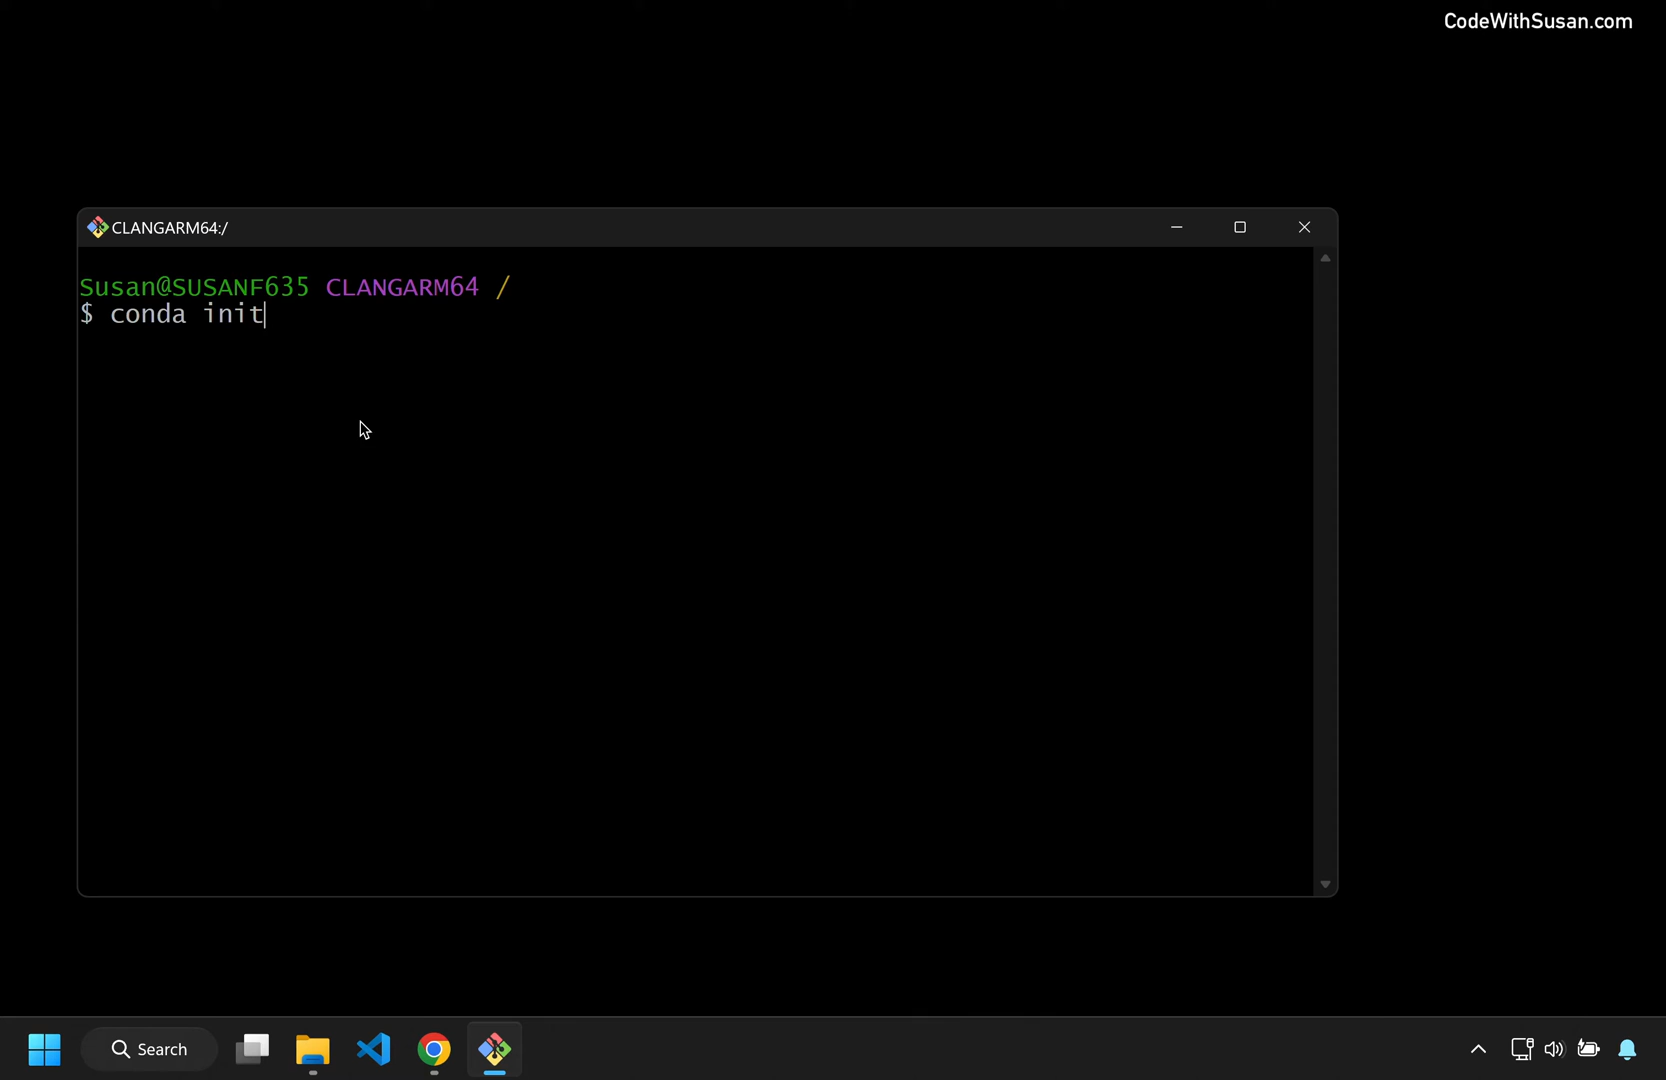 CodeWithSusan.com
CLANGARM64:/
Susan@SUSANF635 CLANGARM64 /
$ conda init
Search